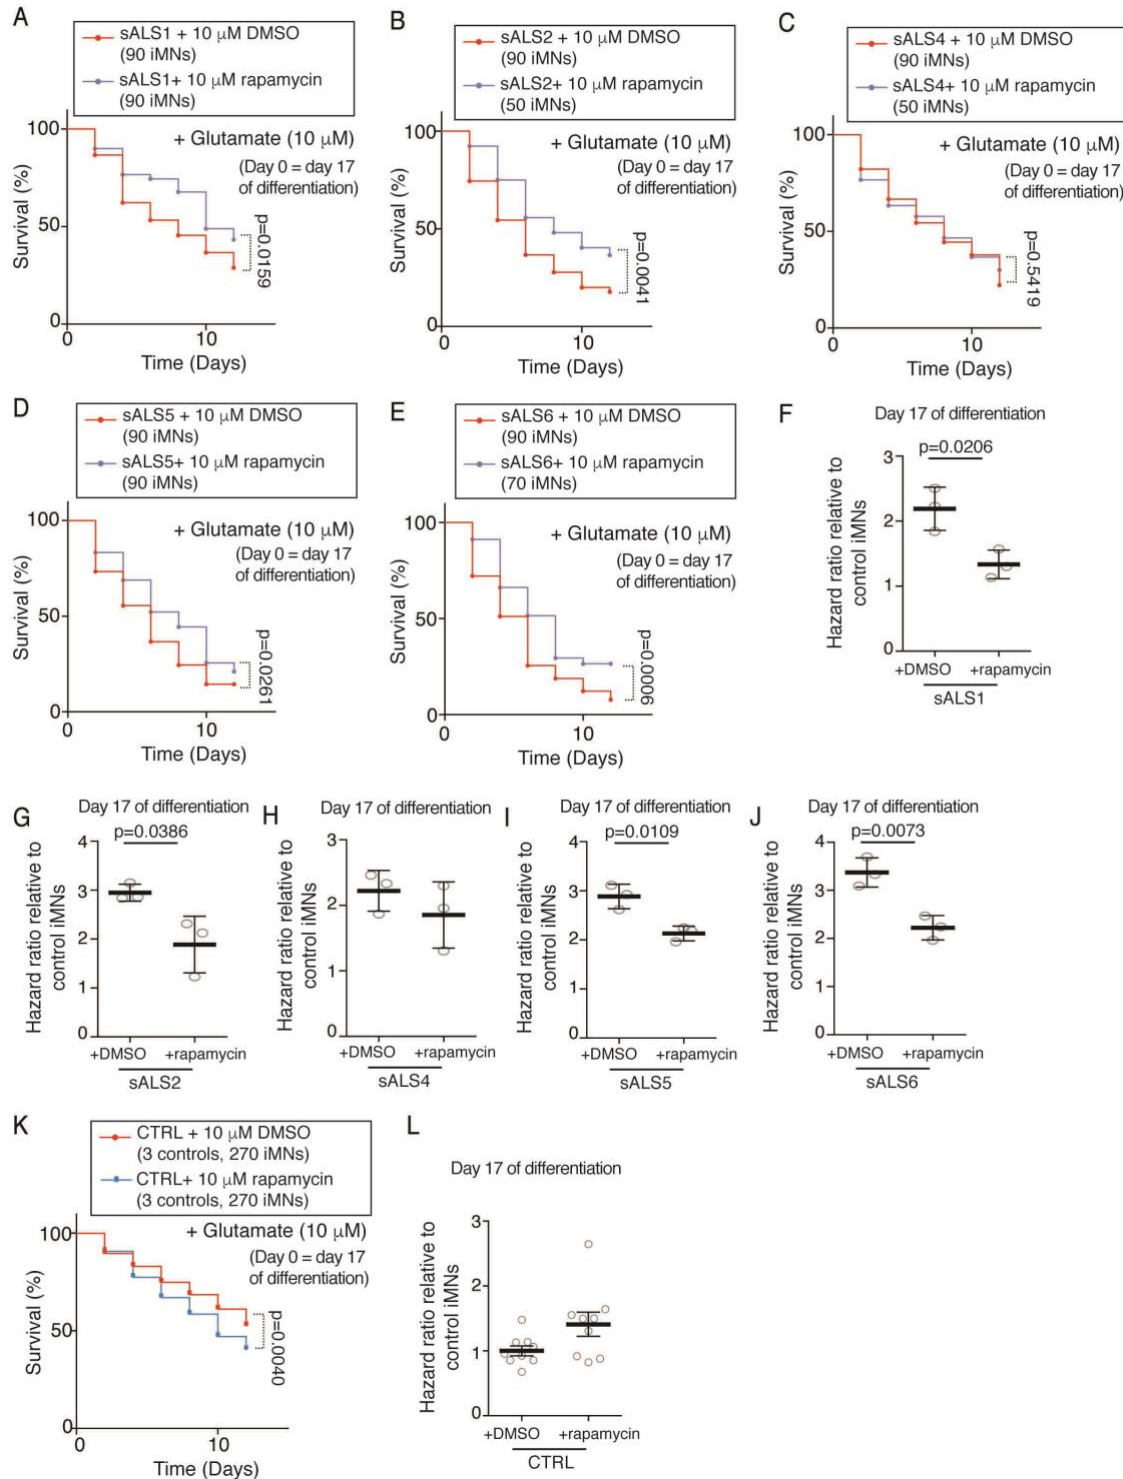 A
sALS1 + 10 μM DMSO
(90 iMNs)
sALS1+ 10 μM rapamycin
(90 iMNs)
+ Glutamate (10 μM)
(Day 0 = day 17
of differentiation)
Survival (%)
100
50
0
0
10
Time (Days)
p=0.0159
B
sALS2 + 10 μM DMSO
(90 iMNs)
sALS2+ 10 μM rapamycin
(50 iMNs)
+ Glutamate (10 μM)
(Day 0 = day 17
of differentiation)
Survival (%)
100
50
0
0
10
Time (Days)
p=0.0041
C
sALS4 + 10 μM DMSO
(90 iMNs)
sALS4+ 10 μM rapamycin
(50 iMNs)
+ Glutamate (10 μM)
(Day 0 = day 17
of differentiation)
Survival (%)
100
50
0
0
10
Time (Days)
p=0.5419
D
sALS5 + 10 μM DMSO
(90 iMNs)
sALS5+ 10 μM rapamycin
(90 iMNs)
+ Glutamate (10 μM)
(Day 0 = day 17
of differentiation)
Survival (%)
100
50
0
0
10
Time (Days)
p=0.0261
E
sALS6 + 10 μM DMSO
(90 iMNs)
sALS6+ 10 μM rapamycin
(70 iMNs)
+ Glutamate (10 μM)
(Day 0 = day 17
of differentiation)
Survival (%)
100
50
0
0
10
Time (Days)
p=0.0006
F
Day 17 of differentiation
p=0.0206
Hazard ratio relative to
control iMNs
3
2
1
0
+DMSO +rapamycin
sALS1
G
Day 17 of differentiation
p=0.0386
Hazard ratio relative to
control iMNs
4
3
2
1
0
+DMSO +rapamycin
sALS2
H
Day 17 of differentiation
Hazard ratio relative to
control iMNs
3
2
1
0
+DMSO +rapamycin
sALS4
I
Day 17 of differentiation
p=0.0109
Hazard ratio relative to
control iMNs
4
3
2
1
0
+DMSO +rapamycin
sALS5
J
Day 17 of differentiation
p=0.0073
Hazard ratio relative to
control iMNs
4
3
2
1
0
+DMSO +rapamycin
sALS6
K
CTRL + 10 μM DMSO
(3 controls, 270 iMNs)
CTRL+ 10 μM rapamycin
(3 controls, 270 iMNs)
+ Glutamate (10 μM)
(Day 0 = day 17
of differentiation)
Survival (%)
100
50
0
0
10
Time (Days)
p=0.0040
L
Day 17 of differentiation
Hazard ratio relative to
control iMNs
3
2
1
0
+DMSO +rapamycin
CTRL